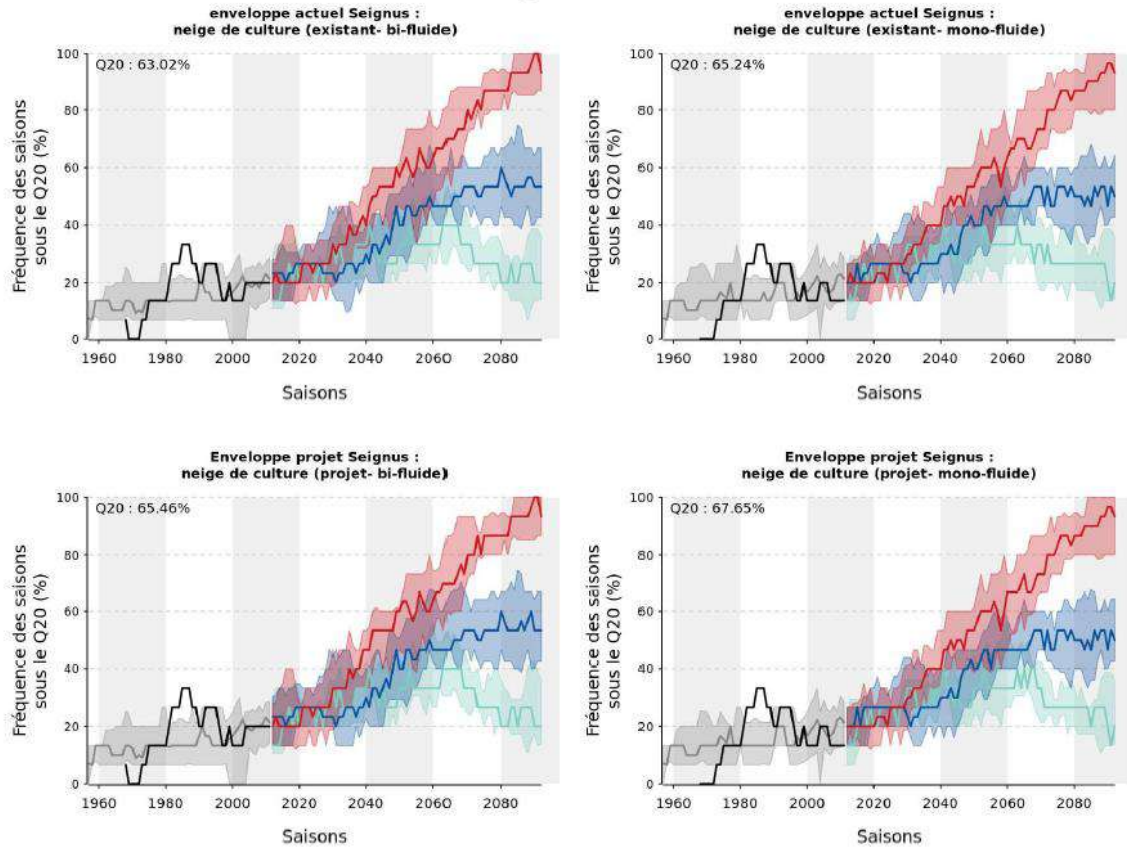 enveloppe actuel Seignus :
neige de culture (existant- bi-fluide)
Q20 : 63.02%
100
80
60
40
20
0
Fréquence des saisons
sous le Q20 (%)
1960 1980 2000 2020 2040 2060 2080
Saisons
enveloppe actuel Seignus :
neige de culture (existant- mono-fluide)
Q20 : 65.24%
100
80
60
40
20
0
Fréquence des saisons
sous le Q20 (%)
1960 1980 2000 2020 2040 2060 2080
Saisons
Enveloppe projet Seignus :
neige de culture (projet- bi-fluide)
Q20 : 65.46%
100
80
60
40
20
0
Fréquence des saisons
sous le Q20 (%)
1960 1980 2000 2020 2040 2060 2080
Saisons
Enveloppe projet Seignus :
neige de culture (projet- mono-fluide)
Q20 : 67.65%
100
80
60
40
20
0
Fréquence des saisons
sous le Q20 (%)
1960 1980 2000 2020 2040 2060 2080
Saisons